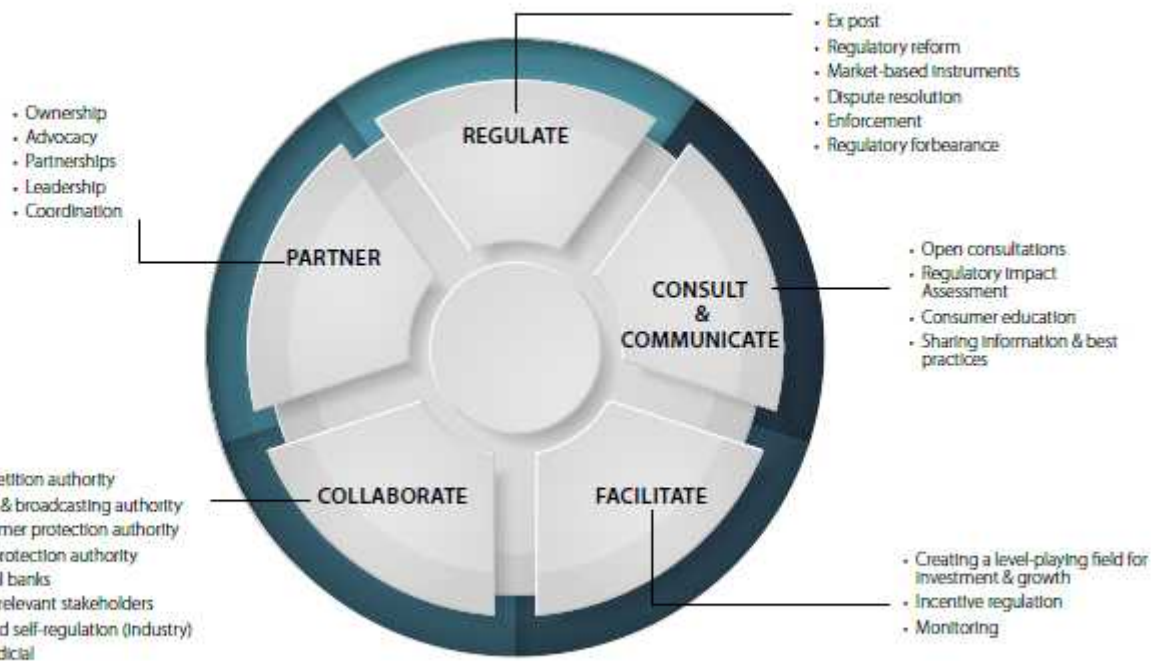 • Ex post
• Regulatory reform
• Market-based instruments
• Dispute resolution
• Enforcement
• Regulatory forbearance
REGULATE
• Ownership
• Advocacy
• Partnerships
• Leadership
• Coordination
PARTNER
CONSULT
&
COMMUNICATE
• Open consultations
• Regulatory Impact
Assessment
• Consumer education
• Sharing information & best
practices
COLLABORATE
etition authority
& broadcasting authority
mer protection authority
rotection authority
l banks
relevant stakeholders
d self-regulation (industry)
dicial
FACILITATE
• Creating a level-playing field for
investment & growth
• Incentive regulation
• Monitoring